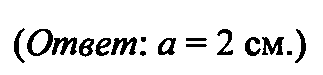 (Ответ: a = 2 см.)